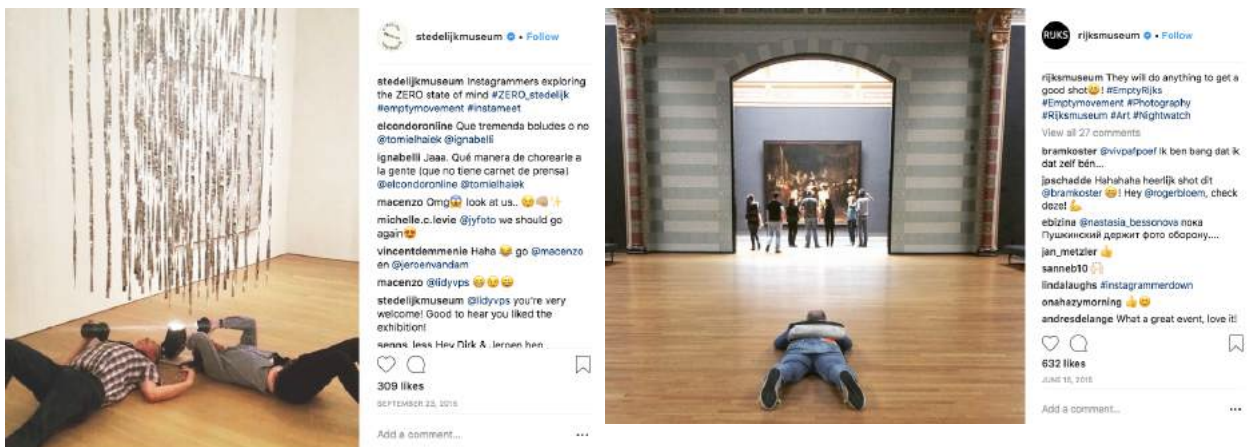 stedelijkmuseum • Follow
stedelijkmuseum Instagrammers exploring
the ZERO state of mind #ZERO_stedelijk
#emptymovement #instameet
elcondoronline Que tremenda boludes o no
@tomielhaiek @ignabelli
ignabelli Jaaa. Qué manera de chorearle a
la gente (que no tiene carnet de prensa)
@elcondoronline @tomielhaiek
macenzo Omg😱 look at us.. 😉👊🏼✨
michelle.c.levie @jyfoto we should go
again😍
vincentdemmenie Haha 😂 go @macenzo
en @jeroenvandam
macenzo @lidyvps 😁😉😄
stedelijkmuseum @lidyvps you're very
welcome! Good to hear you liked the
exhibition!
Hey Dirk & Jeroen ben
309 likes
SEPTEMBER 23, 2015
Add a comment...
RIJKS
rijksmuseum • Follow
rijksmuseum They will do anything to get a
good shot😄! #EmptyRijks
#Emptymovement #Photography
#Rijksmuseum #Art #Nightwatch
View all 27 comments
bramkoster @vivpafpoef Ik ben bang dat ik
dat zelf bén...
jpschadde Hahahaha heerlijk shot dit
@bramkoster 😄! Hey @rogerbloem, check
deze! 💪
ebizina @nastasia_bessonova пока
Пушкинский держит фото оборону....
jan_metzler 👍
sanneb10 🙌🏻
lindalaughs #instagrammerdown
onahazymorning 👍😊
andresdelange What a great event, love it!
632 likes
JUNE 15, 2015
Add a comment...